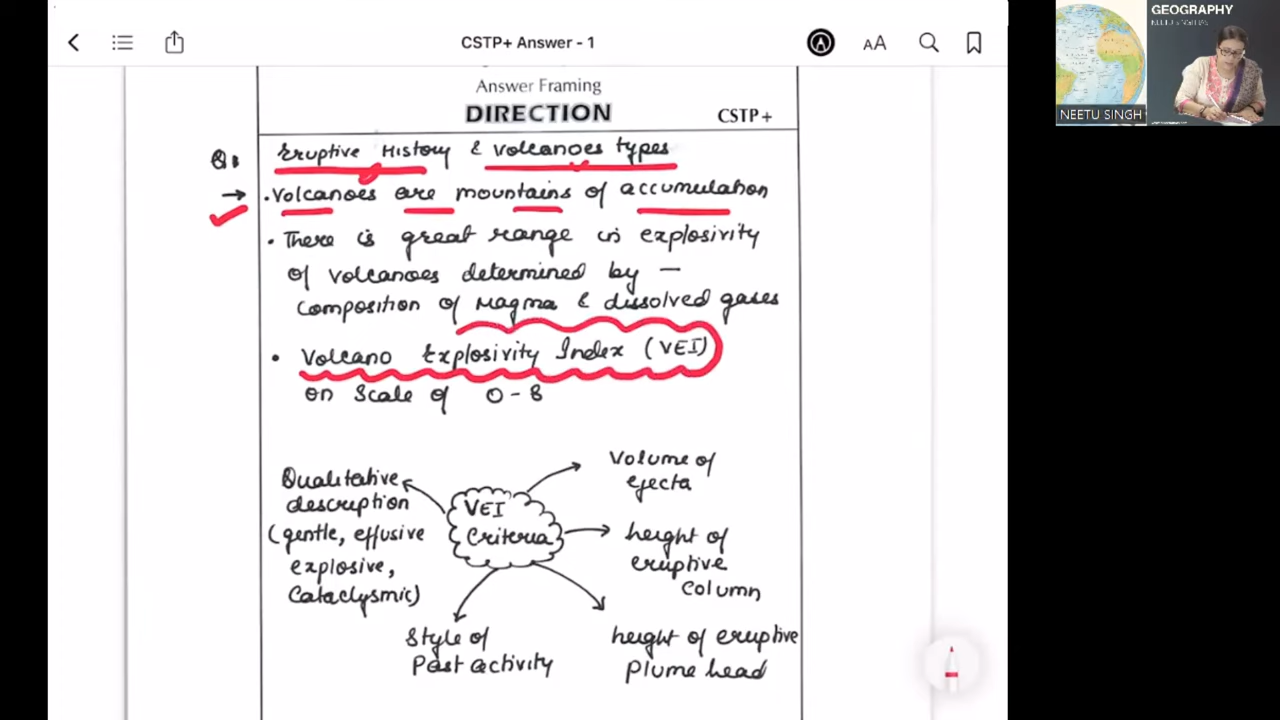 CSTP+ Answer - 1
AA
GEOGRAPHY
NEETU SINGH
Answer Framing
DIRECTION
CSTP+
Q1 Eruptive History & Volcanoes types
→ • Volcanoes are mountains of accumulation
• There is great range in explosivity
of volcanoes determined by —
composition of Magma & dissolved gases
• Volcano Explosivity Index (VEI)
on Scale of 0-8
Qualitative
description
(gentle, effusive
explosive,
Cataclysmic)
VEI
Criteria
Volume of
ejecta
height of
eruptive
column
Style of
Past activity
height of eruptive
plume head